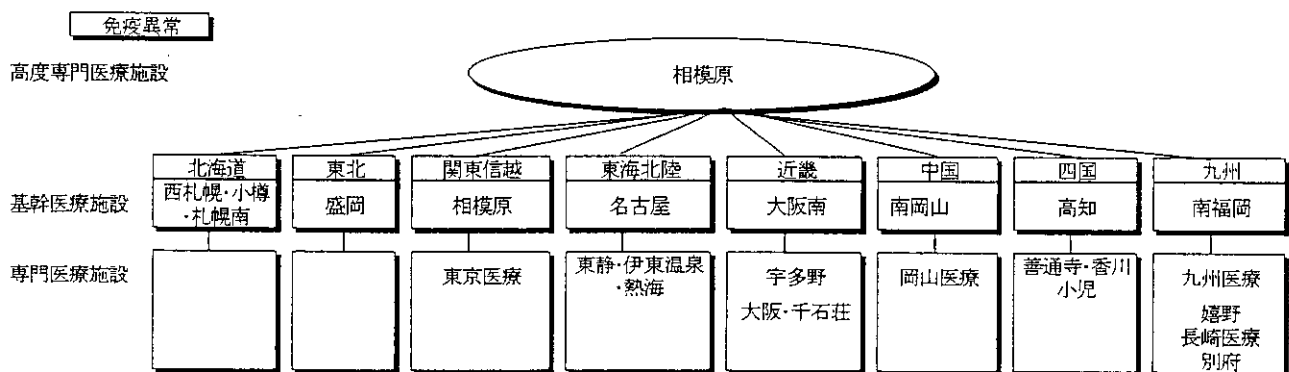 免疫異常
高度専門医療施設
相模原
北海道
東北
関東信越
東海北陸
近畿
中国
四国
九州
基幹医療施設
西札幌・小樽
・札幌南
盛岡
相模原
名古屋
大阪南
南岡山
高知
南福岡
専門医療施設
東京医療
東静・伊東温泉
・熱海
宇多野
大阪・千石荘
岡山医療
善通寺・香川
小児
九州医療
嬉野
長崎医療
別府